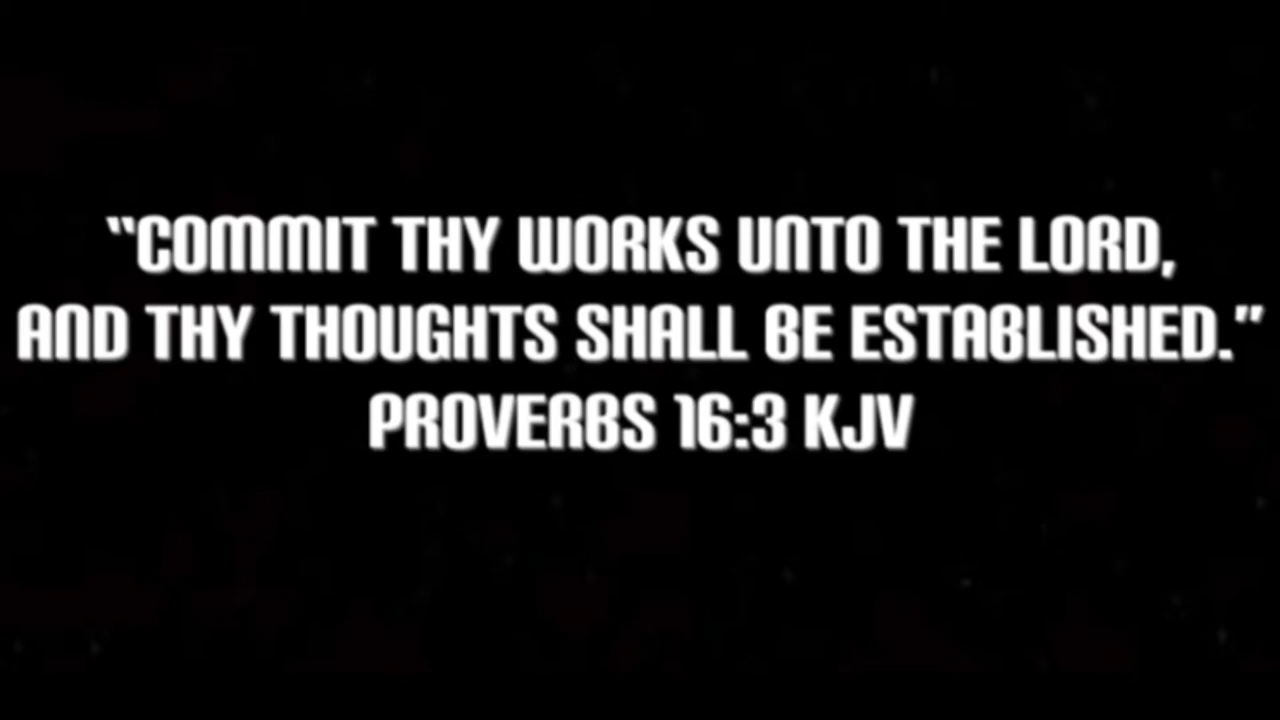 “COMMIT THY WORKS UNTO THE LORD,
AND THY THOUGHTS SHALL BE ESTABLISHED.”
PROVERBS 16:3 KJV